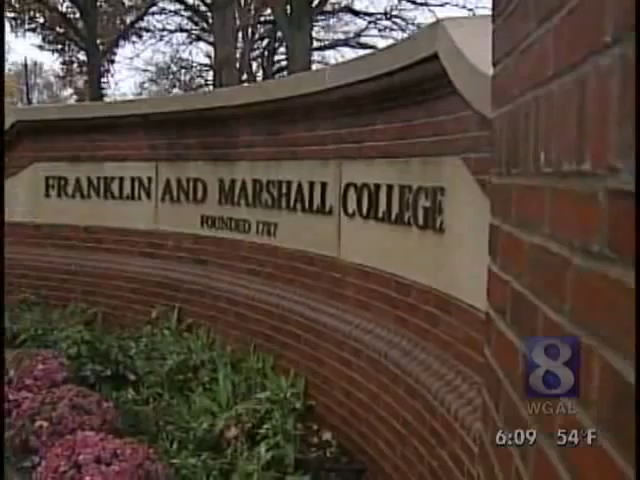 FRANKLIN AND MARSHALL COLLEGE
FOUNDED 1787
8
WGAL
6:09 54°F